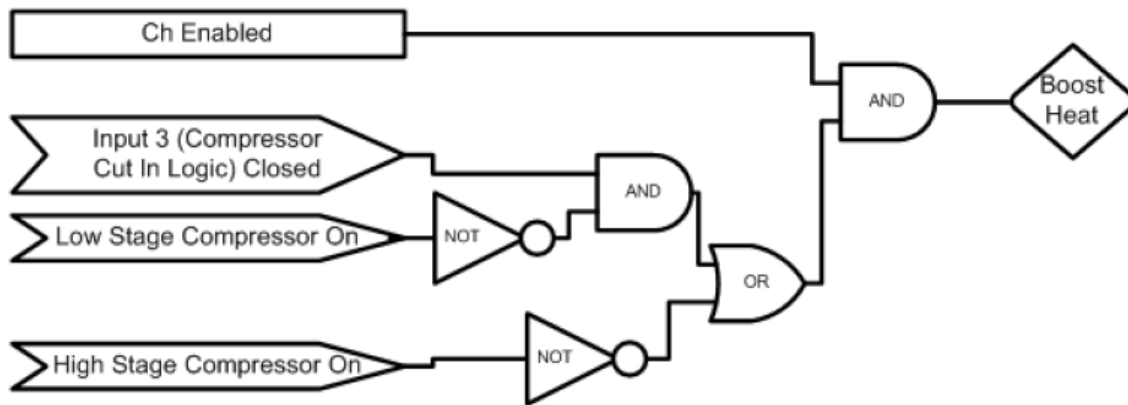 Ch Enabled
AND
Boost
Heat
Input 3 (Compressor
Cut In Logic) Closed
AND
Low Stage Compressor On
NOT
OR
High Stage Compressor On
NOT